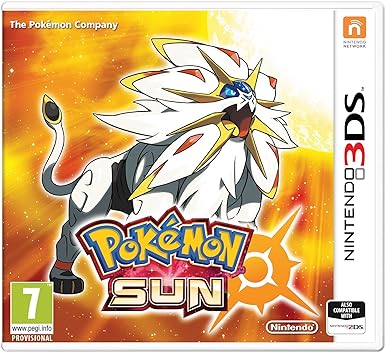 The Pokémon Company
NINTENDO
NETWORK
NINTENDO 3DS
POKéMON
SUN
7
www.pegi.info
PROVISIONAL
Nintendo
ALSO
COMPATIBLE
WITH
NINTENDO 2DS